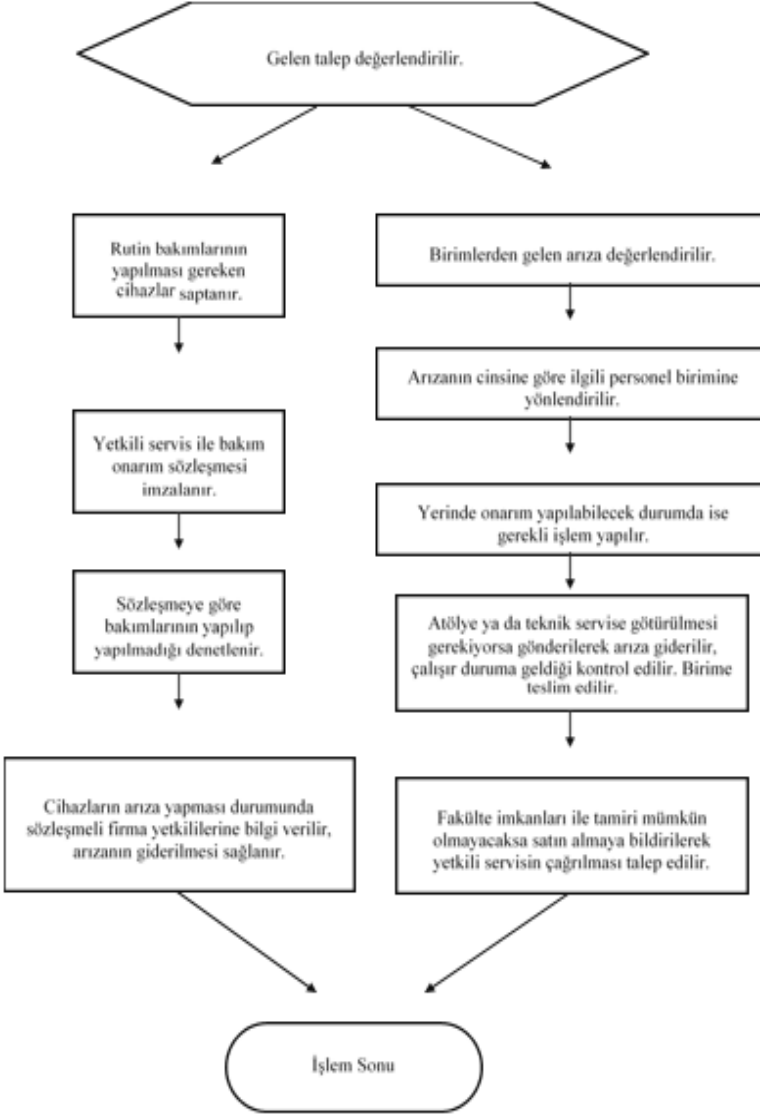 Gelen talep değerlendirilir.
Rutin bakımlarının
yapılması gereken
cihazlar saptanır.
Yetkili servis ile bakım
onarım sözleşmesi
imzalanır.
Sözleşmeye göre
bakımlarının yapılıp
yapılmadığı denetlenir.
Cihazların arıza yapması durumunda
sözleşmeli firma yetkililerine bilgi verilir,
arızanın giderilmesi sağlanır.
Birimlerden gelen arıza değerlendirilir.
Arızanın cinsine göre ilgili personel birimine
yönlendirilir.
Yerinde onarım yapılabilecek durumda ise
gerekli işlem yapılır.
Atölye ya da teknik servise götürülmesi
gerekiyorsa gönderilerek arıza giderilir,
çalışır duruma geldiği kontrol edilir. Birime
teslim edilir.
Fakülte imkanları ile tamiri mümkün
olmayacaksa satın almaya bildirilerek
yetkili servisin çağrılması talep edilir.
İşlem Sonu